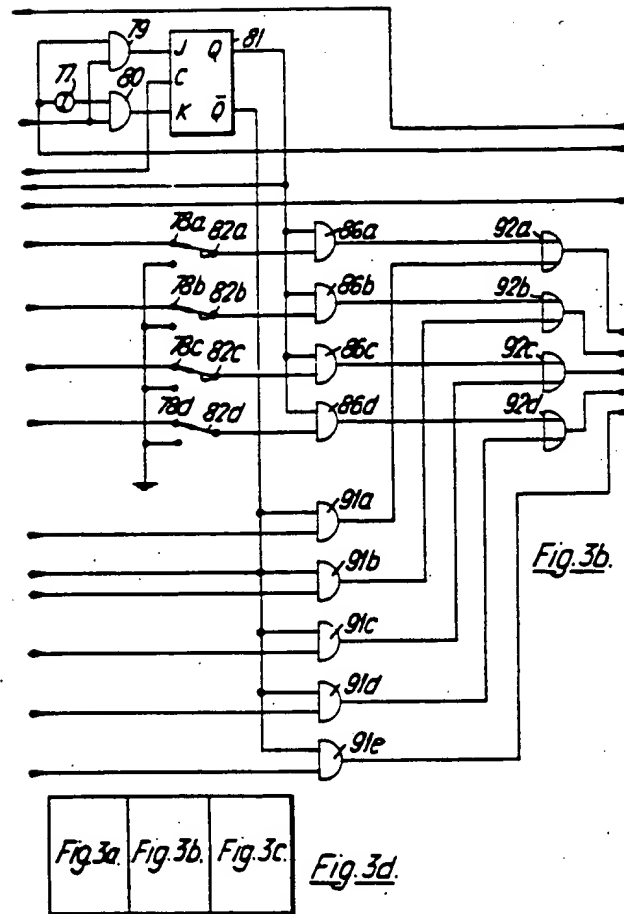 79
J Q 81
77 C
80
K Q̄
78a 82a 86a 92a
78b 82b 86b 92b
78c 82c 86c 92c
78d 82d 86d 92d
91a
91b
Fig.3b.
91c
91d
91e
Fig.3a. Fig.3b. Fig.3c. Fig.3d.